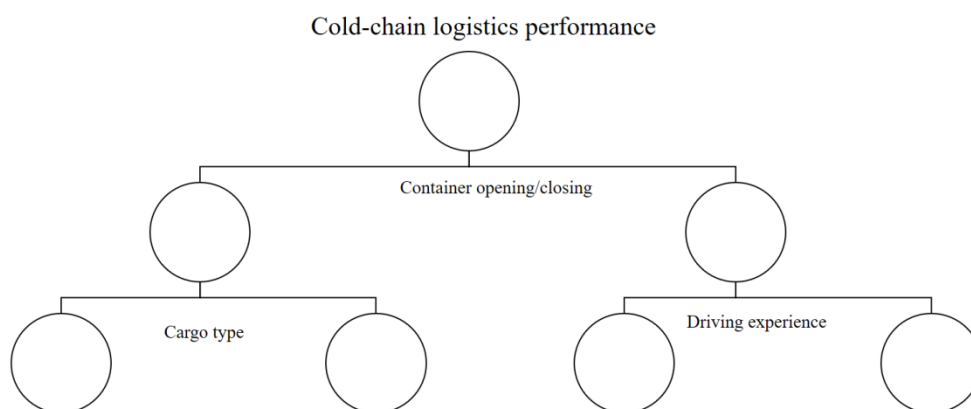 Cold-chain logistics performance
Container opening/closing
Cargo type
Driving experience